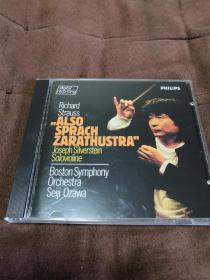 digital
recording
PHILIPS
Richard
Strauss
„ALSO
SPRACH
ZARATHUSTRA"
Joseph Silverstein
Solovioline
Boston Symphony
Orchestra
Seiji Ozawa